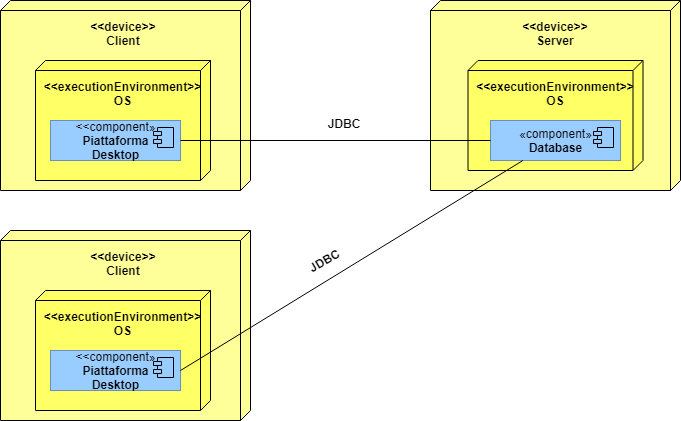 <<device>>
Client
<<executionEnvironment>>
OS
<<component»
Piattaforma
Desktop
JDBC
<<device>>
Server
<<executionEnvironment>>
OS
«component»
Database
JDBC
<<device>>
Client
<<executionEnvironment>>
OS
<<component»
Piattaforma
Desktop